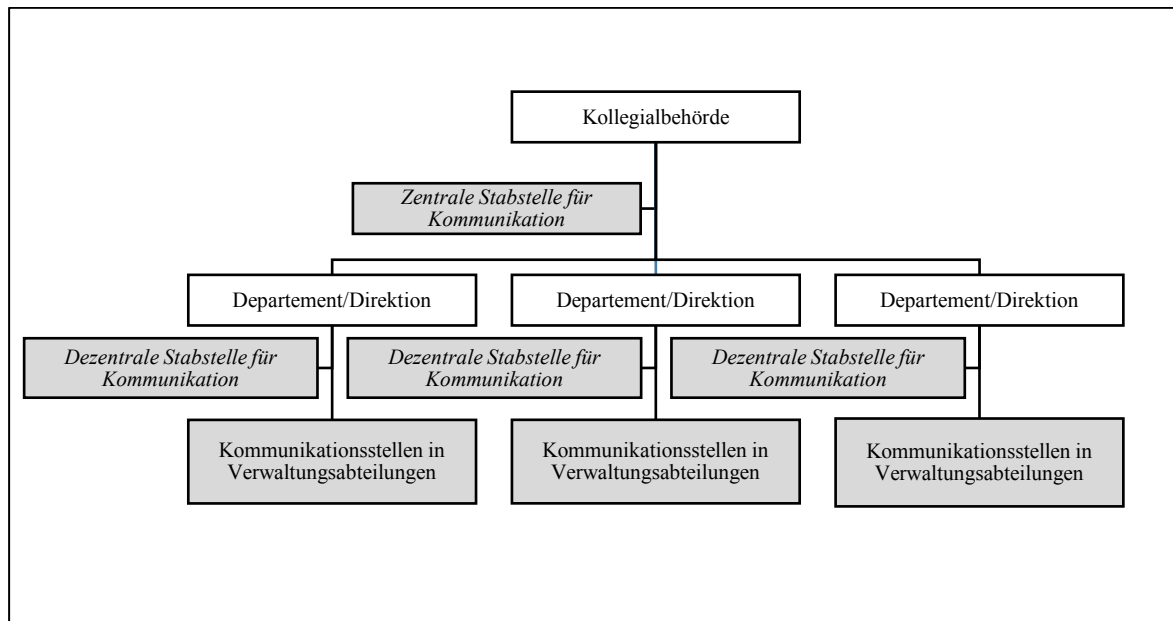 Kollegialbehörde
Zentrale Stabstelle für
Kommunikation
Departement/Direktion
Departement/Direktion
Departement/Direktion
Dezentrale Stabstelle für
Kommunikation
Dezentrale Stabstelle für
Kommunikation
Dezentrale Stabstelle für
Kommunikation
Kommunikationsstellen in
Verwaltungsabteilungen
Kommunikationsstellen in
Verwaltungsabteilungen
Kommunikationsstellen in
Verwaltungsabteilungen